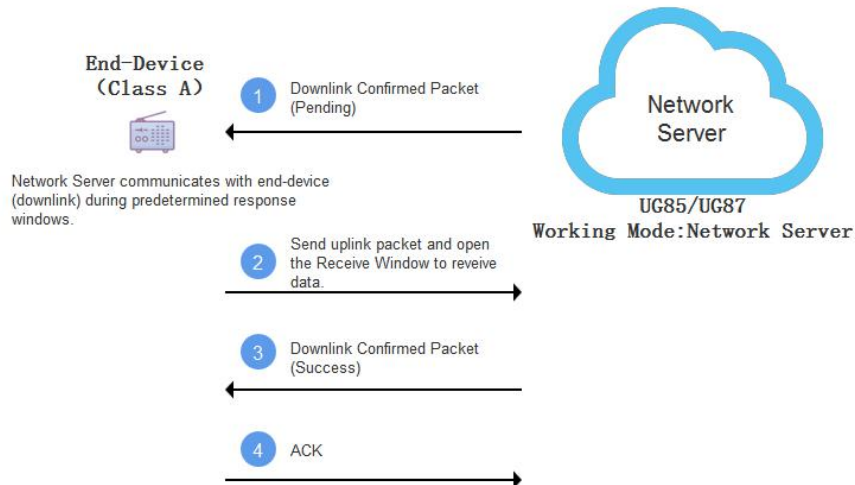 End-Device
(Class A)
1
Downlink Confirmed Packet
(Pending)
Network
Server
Network Server communicates with end-device
(downlink) during predetermined response
windows.
UG85/UG87
Working Mode:Network Server
2
Send uplink packet and open
the Receive Window to reveive
data.
3
Downlink Confirmed Packet
(Success)
4
ACK